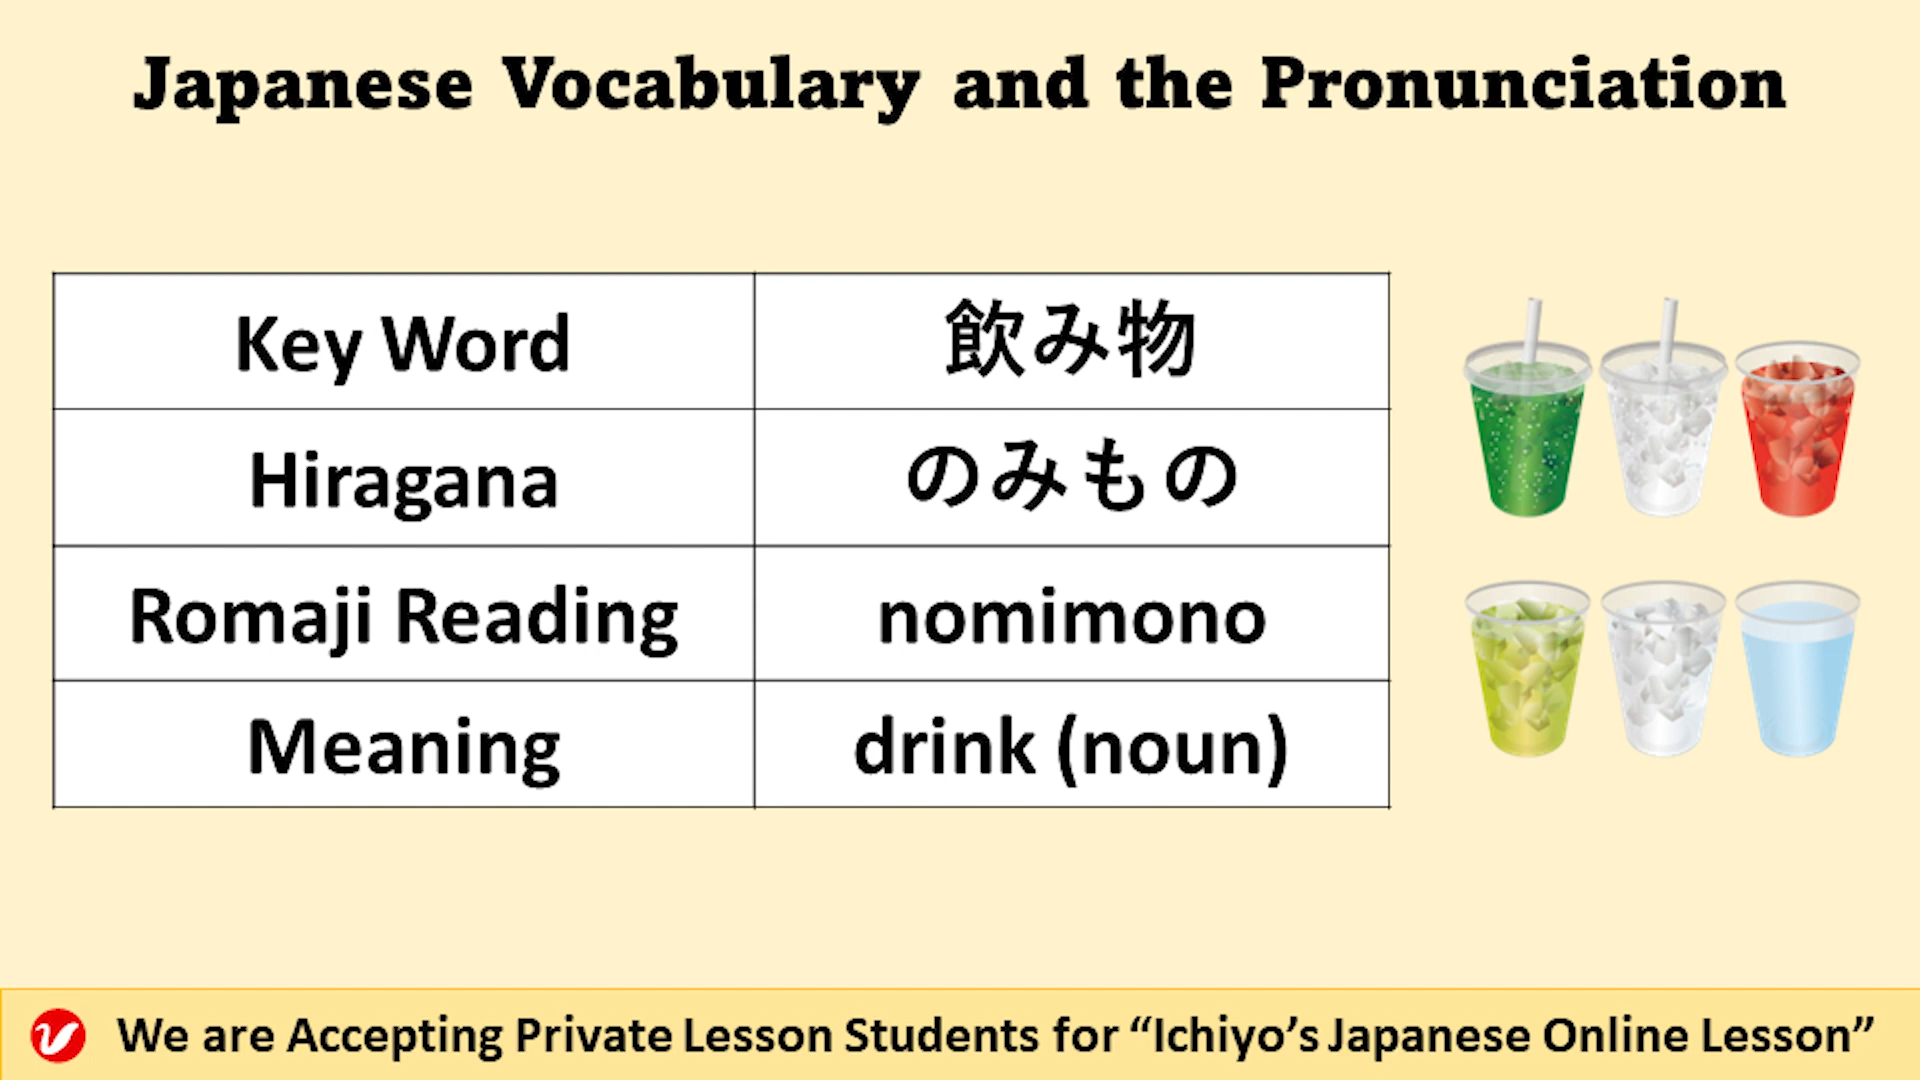 Japanese Vocabulary and the Pronunciation
Key Word 飲み物
Hiragana のみもの
Romaji Reading nomimono
Meaning drink (noun)
We are Accepting Private Lesson Students for “Ichiyo’s Japanese Online Lesson”